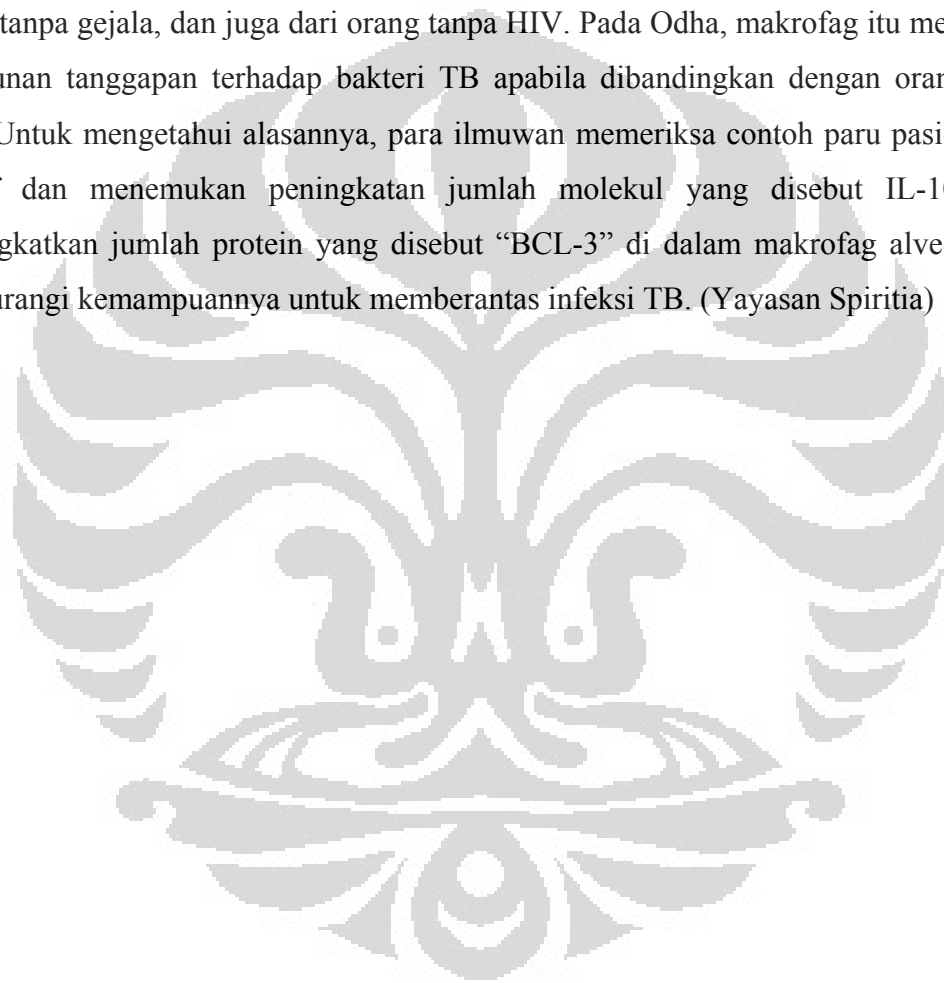 tanpa gejala, dan juga dari orang tanpa HIV. Pada Odha, makrofag itu me
unan tanggapan terhadap bakteri TB apabila dibandingkan dengan oran
Untuk mengetahui alasannya, para ilmuwan memeriksa contoh paru pasi
dan menemukan peningkatan jumlah molekul yang disebut IL-1
gkatkan jumlah protein yang disebut “BCL-3” di dalam makrofag alve
urangi kemampuannya untuk memberantas infeksi TB. (Yayasan Spiritia)